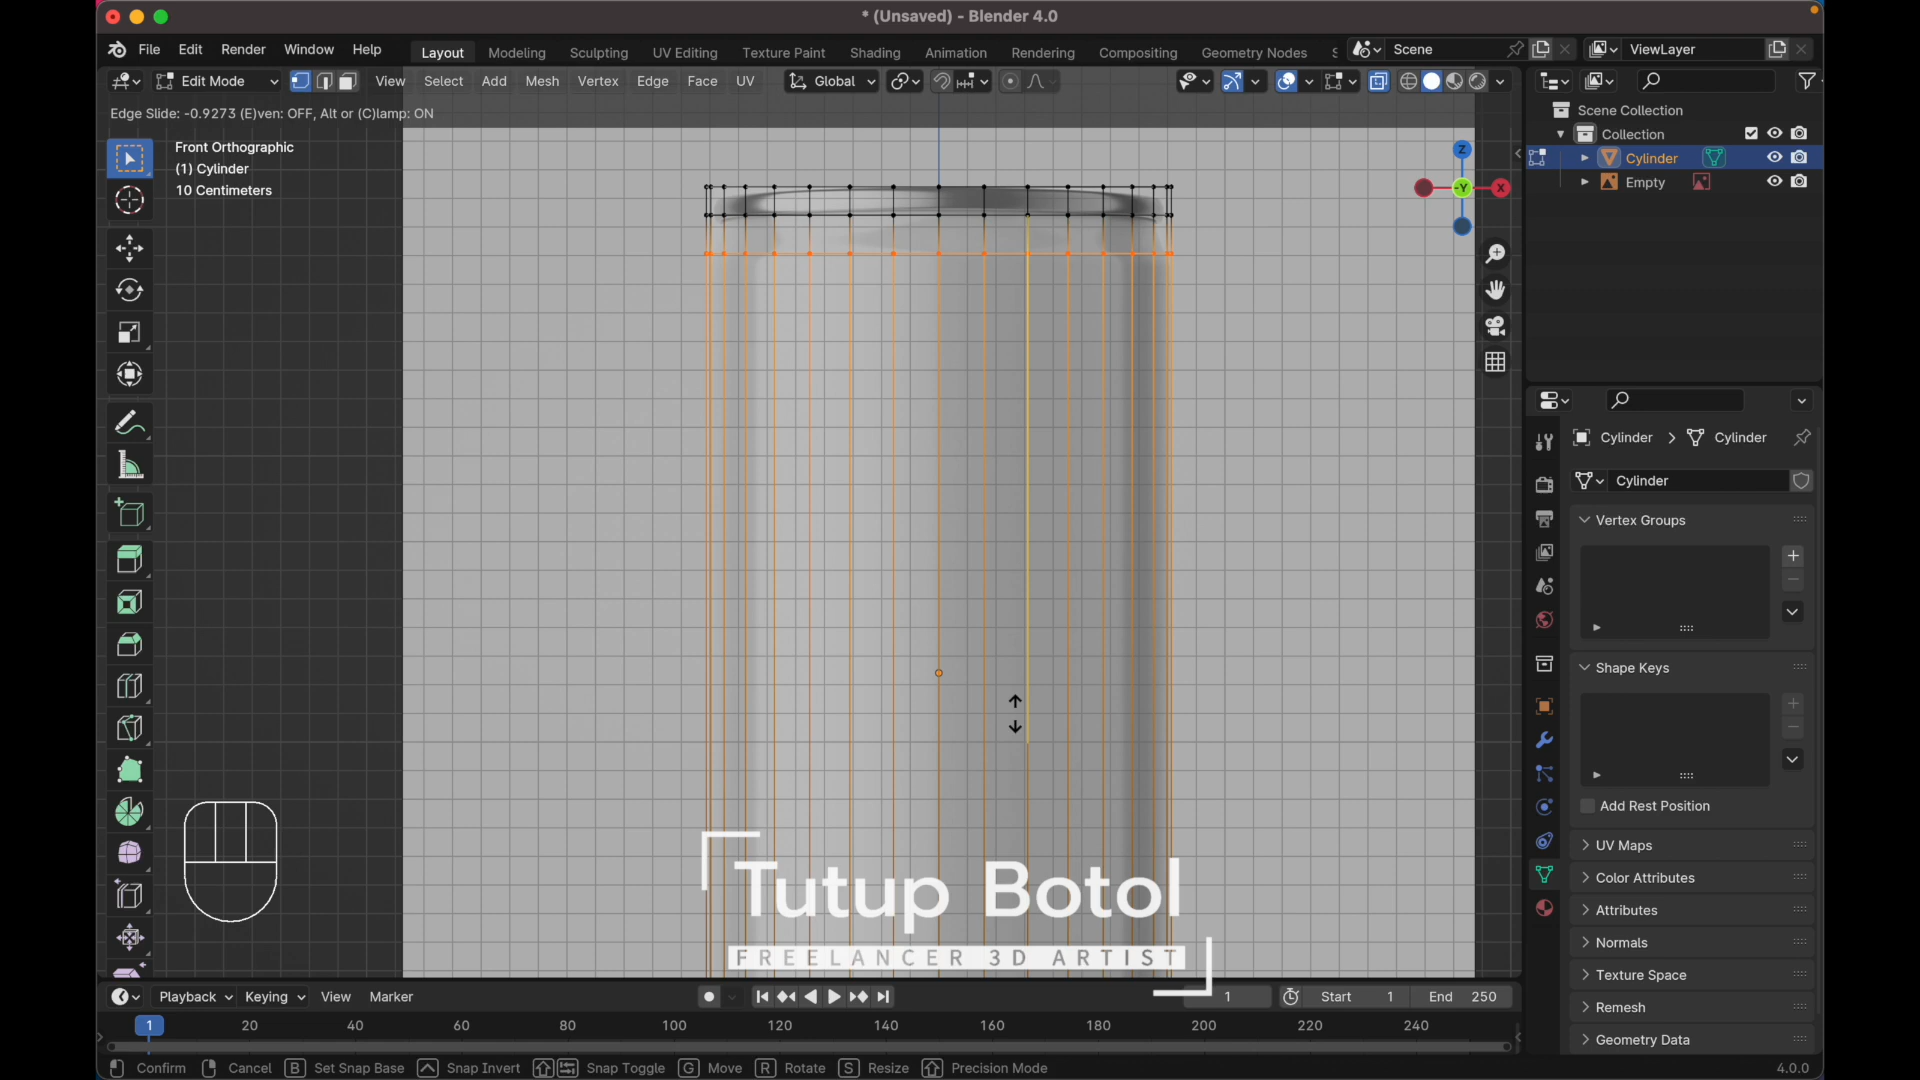 * (Unsaved) - Blender 4.0
File Edit Render Window Help Layout Modeling Sculpting UV Editing Texture Paint Shading Animation Rendering Compositing Geometry Nodes S Scene ViewLayer
Edit Mode View Select Add Mesh Vertex Edge Face UV Global
Edge Slide: -0.9273 (E)ven: OFF, Alt or (C)lamp: ON
Front Orthographic
(1) Cylinder
10 Centimeters
Z
-Y
X
Scene Collection
Collection
Cylinder
Empty
Cylinder Cylinder
Cylinder
Vertex Groups
Shape Keys
Add Rest Position
UV Maps
Color Attributes
Attributes
Normals
Texture Space
Remesh
Geometry Data
Tutup Botol
FREELANCER 3D ARTIST
Playback Keying View Marker 1 Start 1 End 250
1 20 40 60 80 100 120 140 160 180 200 220 240
Confirm Cancel B Set Snap Base Snap Invert Snap Toggle G Move R Rotate S Resize Precision Mode 4.0.0